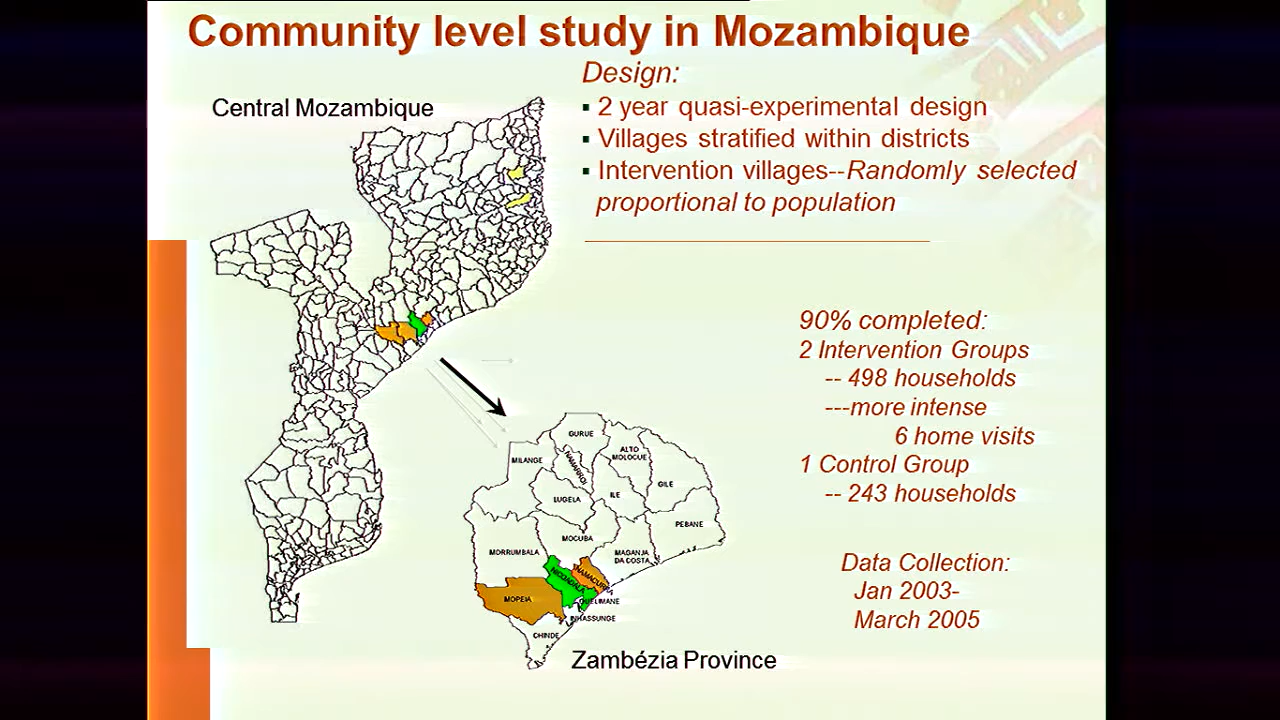 Community level study in Mozambique
Design:
▪ 2 year quasi-experimental design
▪ Villages stratified within districts
▪ Intervention villages--Randomly selected
proportional to population
Central Mozambique
90% completed:
2 Intervention Groups
-- 498 households
---more intense
6 home visits
1 Control Group
-- 243 households
Data Collection:
Jan 2003-
March 2005
GURUE
ALTO
MOLOCUE
MILANGE
NAMARROI
GILE
LUGELA
ILE
PEBANE
MOCUBA
MORRUMBALA
MAGANJA
DA COSTA
NAMACURRA
NICOADALA
MOPEIA
QUELIMANE
INHASSUNGE
CHINDE
Zambézia Province